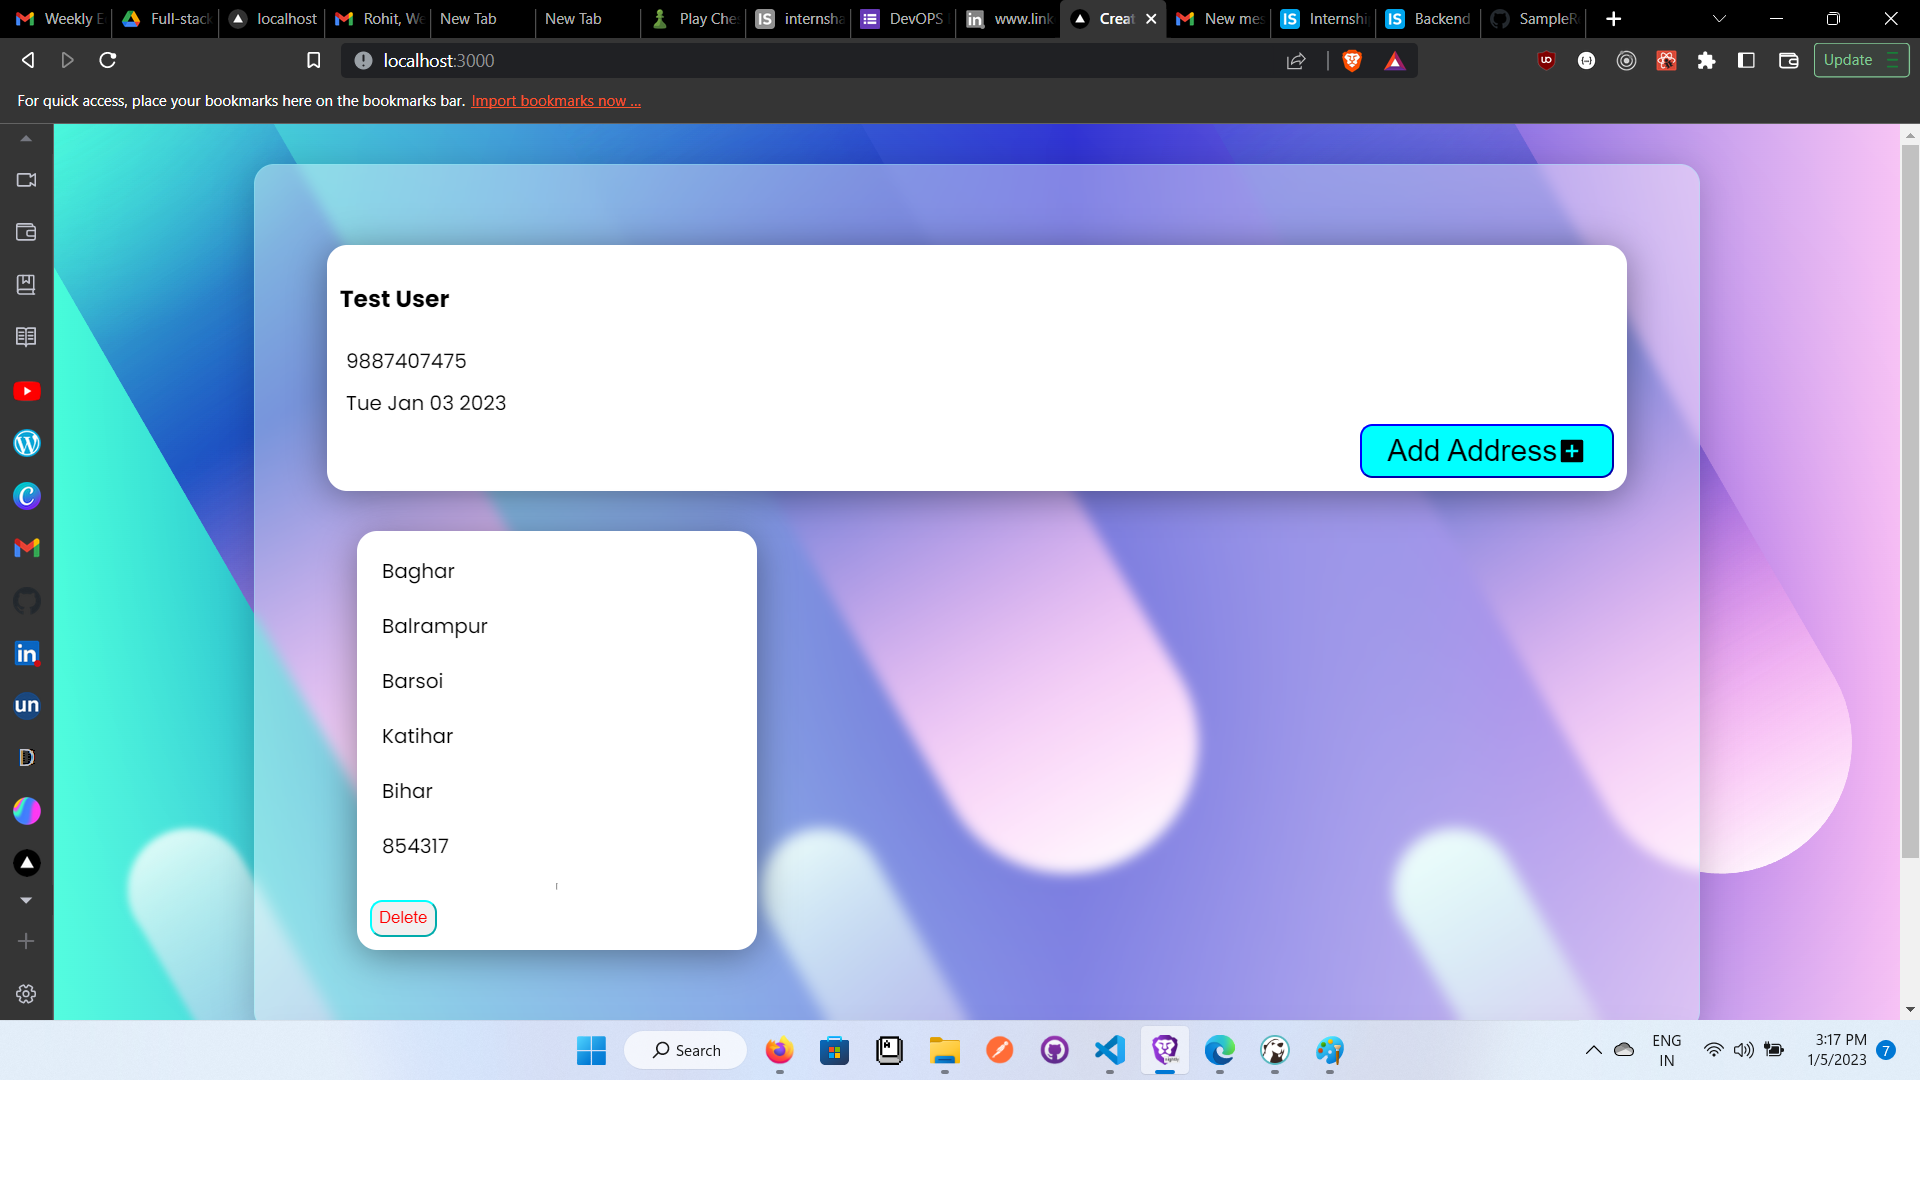 Weekly E
Full-stack
localhost
Rohit, We
New Tab
New Tab
Play Che
internsha
DevOPS
www.link
Creat
New mes
Internshi
Backend
SampleRe
localhost:3000
Update
For quick access, place your bookmarks here on the bookmarks bar. Import bookmarks now ...
Test User
9887407475
Tue Jan 03 2023
Add Address
Baghar
Balrampur
Barsoi
Katihar
Bihar
854317
Delete
Search
ENG
IN
3:17 PM
1/5/2023
7